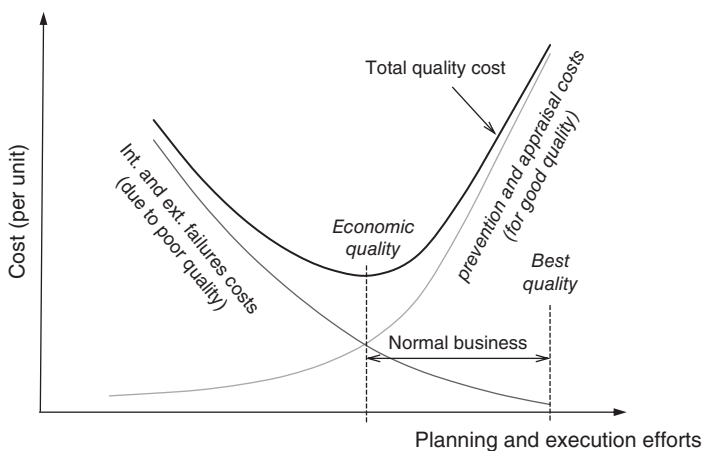 Total quality cost
Cost (per unit)
Int. and ext. failures costs
(due to poor quality)
Economic
quality
prevention and appraisal costs
(for good quality)
Best
quality
Normal business
Planning and execution efforts